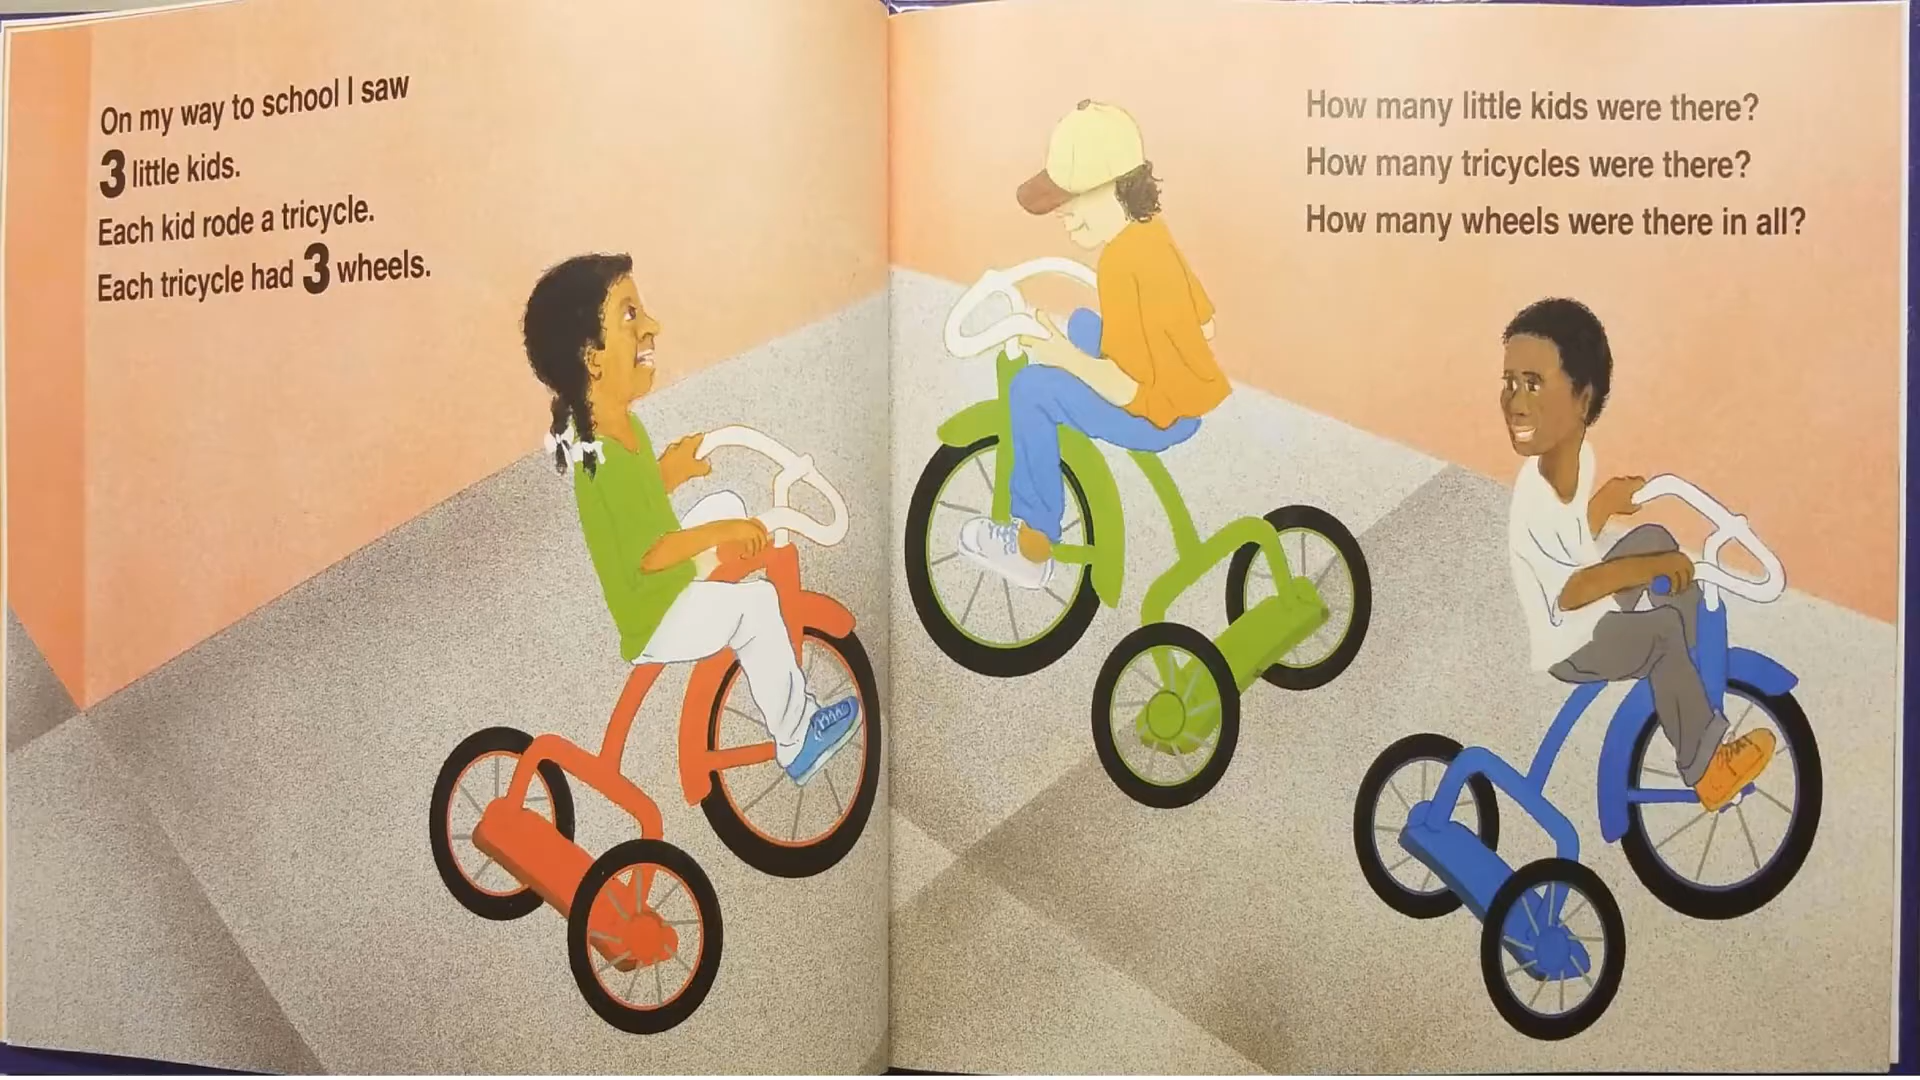 On my way to school I saw
3 little kids.
Each kid rode a tricycle.
Each tricycle had 3 wheels.
How many little kids were there?
How many tricycles were there?
How many wheels were there in all?